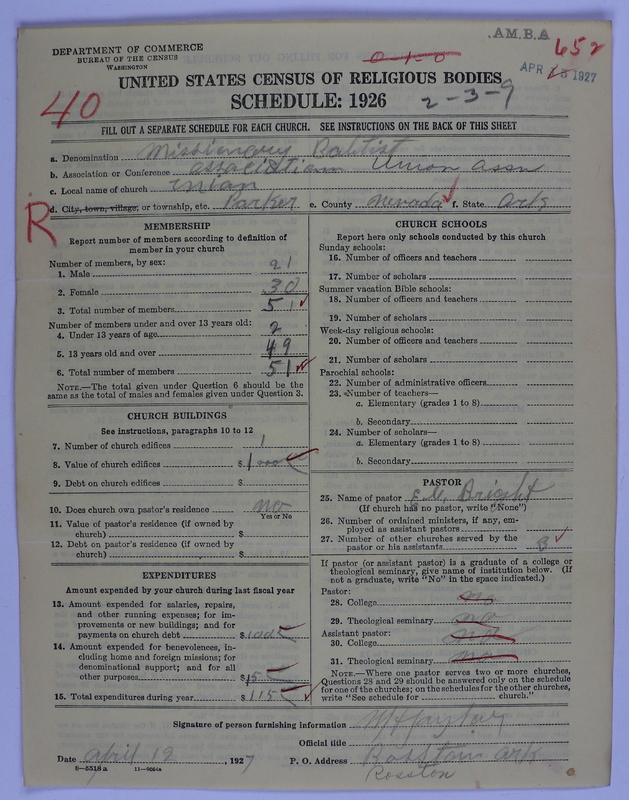 A.M.B.A
DEPARTMENT OF COMMERCE
BUREAU OF THE CENSUS
WASHINGTON
0-1-0
652
APR 13 1927
UNITED STATES CENSUS OF RELIGIOUS BODIES
40
SCHEDULE: 1926
2-3-9
FILL OUT A SEPARATE SCHEDULE FOR EACH CHURCH. SEE INSTRUCTIONS ON THE BACK OF THIS SHEET
a. Denomination Missionary Baptist
b. Association or Conference association Union assn
c. Local name of church
R
d. City, town, village, or township, etc. Parker e. County Nevada f. State Ark
MEMBERSHIP
Report number of members according to definition of
member in your church
Number of members, by sex:
1. Male 21
2. Female 30
3. Total number of members 51
Number of members under and over 13 years old:
4. Under 13 years of age 2
5. 13 years old and over 49
6. Total number of members 51
NOTE.—The total given under Question 6 should be
the same as the total of males and females given under Question 3.
CHURCH BUILDINGS
See instructions, paragraphs 10 to 12
7. Number of church edifices 1
8. Value of church edifices $1000
9. Debt on church edifices $
10. Does church own pastor's residence no
Yes or No
11. Value of pastor's residence (if owned by
church) $
12. Debt on pastor's residence (if owned by
church) $
EXPENDITURES
Amount expended by your church during last fiscal year
13. Amount expended for salaries, repairs,
and other running expenses; for im-
provements or new buildings; and for
payments on church debt $100
14. Amount expended for benevolences, in-
cluding home and foreign missions; for
denominational support; and for all
other purposes $15
15. Total expenditures during year $115
CHURCH SCHOOLS
Report here only schools conducted by this church
Sunday schools:
16. Number of officers and teachers
17. Number of scholars
Summer vacation Bible schools:
18. Number of officers and teachers
19. Number of scholars
Week-day religious schools:
20. Number of officers and teachers
21. Number of scholars
Parochial schools:
22. Number of administrative officers
23. Number of teachers—
a. Elementary (grades 1 to 8)
b. Secondary
24. Number of scholars—
a. Elementary (grades 1 to 8)
b. Secondary
PASTOR
25. Name of pastor Bright
(If church has no pastor, write "None")
26. Number of ordained ministers, if any, em-
ployed as assistant pastors
27. Number of other churches served by the
pastor or his assistants 3
If pastor (or assistant pastor) is a graduate of a college or
theological seminary, give name of institution below. (If
not a graduate, write "No" in the space indicated.)
Pastor:
28. College no
29. Theological seminary no
Assistant pastor:
30. College no
31. Theological seminary no
NOTE.—Where one pastor serves two or more churches,
Questions 28 and 29 should be answered only on the schedule
for one of the churches; on the schedules for the other churches,
write "See schedule for church."
Signature of person furnishing information
Official title
Date april 12, 1927
P. O. Address Ark
Rosston
8—5518 a 11—9064a